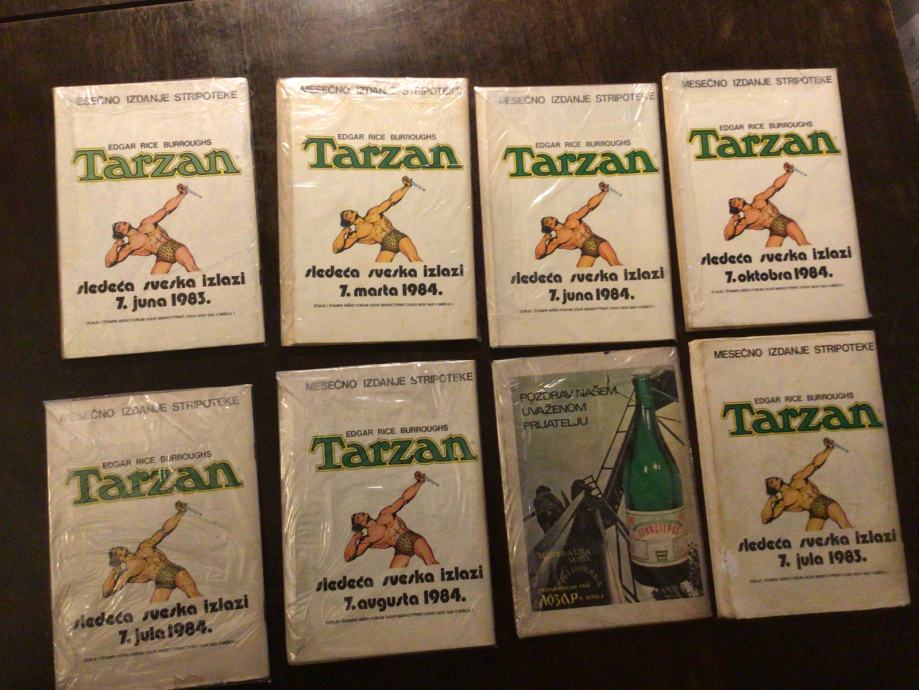 MESEČNO IZDANJE STRIPOTEKE
EDGAR RICE BURROUGHS
Tarzan
sledeća sveska izlazi
7. juna 1983.
MESEČNO IZDANJE STRIPOTEKE
EDGAR RICE BURROUGHS
Tarzan
sledeća sveska izlazi
7. marta 1984.
MESEČNO IZDANJE STRIPOTEKE
EDGAR RICE BURROUGHS
Tarzan
sledeća sveska izlazi
7. juna 1984.
MESEČNO IZDANJE STRIPOTEKE
EDGAR RICE BURROUGHS
Tarzan
sledeća sveska izlazi
7. oktobra 1984.
MESEČNO IZDANJE STRIPOTEKE
EDGAR RICE BURROUGHS
Tarzan
sledeća sveska izlazi
7. jula 1984.
MESEČNO IZDANJE STRIPOTEKE
EDGAR RICE BURROUGHS
Tarzan
sledeća sveska izlazi
7. augusta 1984.
POZDRAV NAŠEM
UVAŽENOM
PRIJATELJU
MINERALNA
VODA
ЛОЗАР
MESEČNO IZDANJE STRIPOTEKE
EDGAR RICE BURROUGHS
Tarzan
sledeća sveska izlazi
7. jula 1983.